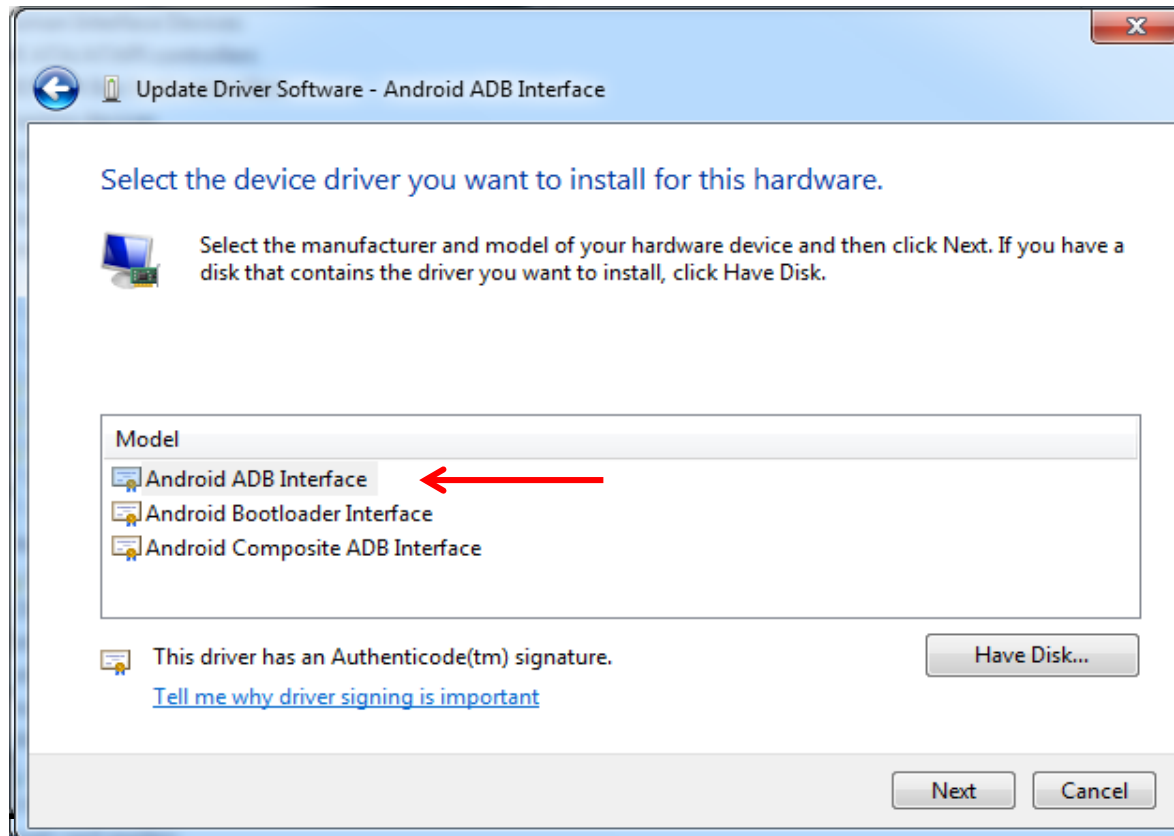 Update Driver Software - Android ADB Interface
Select the device driver you want to install for this hardware.
Select the manufacturer and model of your hardware device and then click Next. If you have a
disk that contains the driver you want to install, click Have Disk.
Model
Android ADB Interface
Android Bootloader Interface
Android Composite ADB Interface
This driver has an Authenticode(tm) signature.
Have Disk...
Tell me why driver signing is important
Next
Cancel